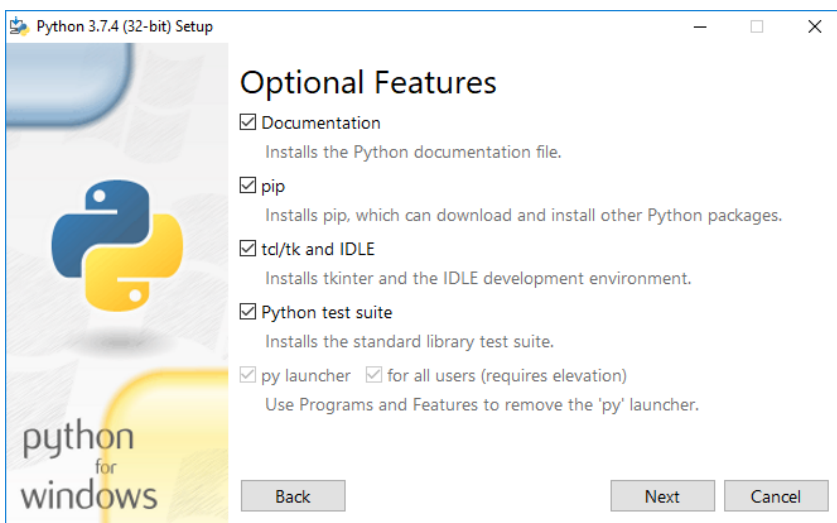 Python 3.7.4 (32-bit) Setup
Optional Features
Documentation
Installs the Python documentation file.
pip
Installs pip, which can download and install other Python packages.
tcl/tk and IDLE
Installs tkinter and the IDLE development environment.
Python test suite
Installs the standard library test suite.
py launcher for all users (requires elevation)
Use Programs and Features to remove the 'py' launcher.
python
for
windows
Back Next Cancel